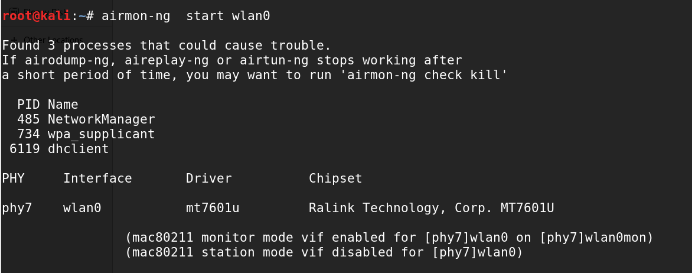 root@kali:~# airmon-ng  start wlan0
Found 3 processes that could cause trouble.
If airodump-ng, aireplay-ng or airtun-ng stops working after
a short period of time, you may want to run 'airmon-ng check kill'
  PID Name
  485 NetworkManager
  734 wpa_supplicant
 6119 dhclient
PHY     Interface       Driver          Chipset
phy7    wlan0           mt7601u         Ralink Technology, Corp. MT7601U
                (mac80211 monitor mode vif enabled for [phy7]wlan0 on [phy7]wlan0mon)
                (mac80211 station mode vif disabled for [phy7]wlan0)